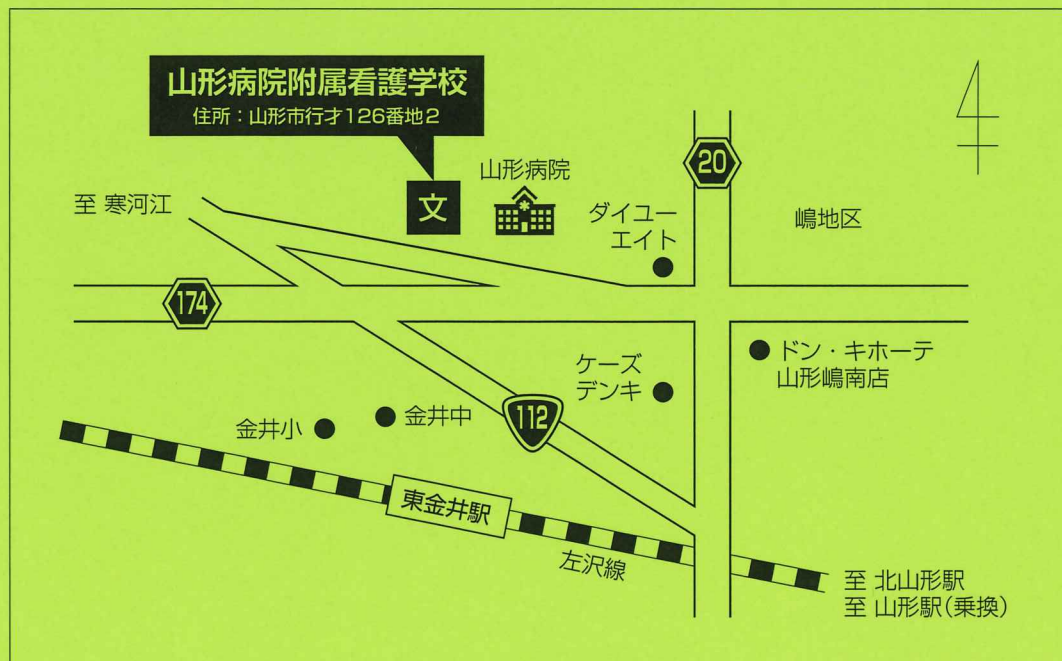 山形病院附属看護学校
住所：山形市行才126番地2
文
山形病院
20
至 寒河江
ダイユー
エイト
嶋地区
174
ドン・キホーテ
山形嶋南店
ケーズ
デンキ
112
金井小
金井中
東金井駅
左沢線
至 北山形駅
至 山形駅（乗換）